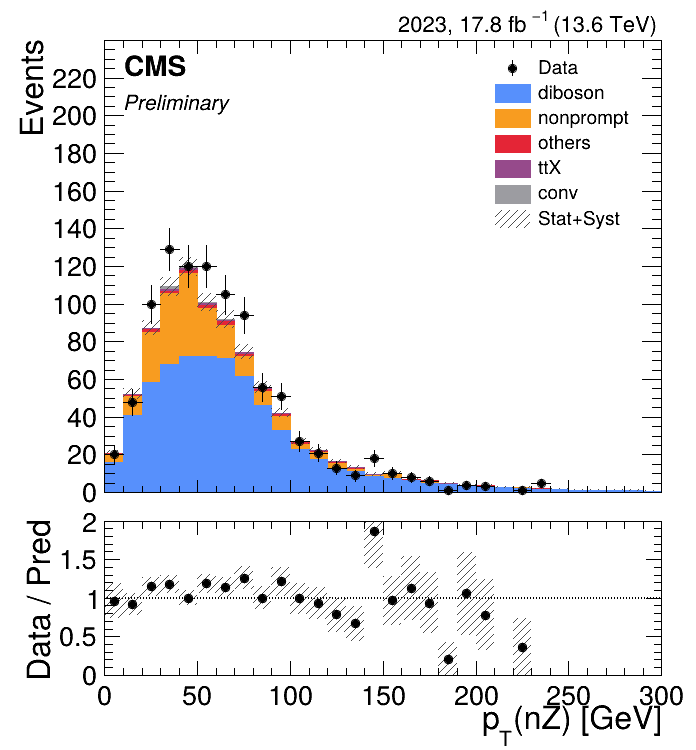 2023, 17.8 fb⁻¹ (13.6 TeV)
CMS
Preliminary
Data
diboson
nonprompt
others
ttX
conv
Stat+Syst
Events
220
200
180
160
140
120
100
80
60
40
20
0
Data / Pred
2
1.5
1
0.5
0
0 50 100 150 200 250 300
p_T(nZ) [GeV]